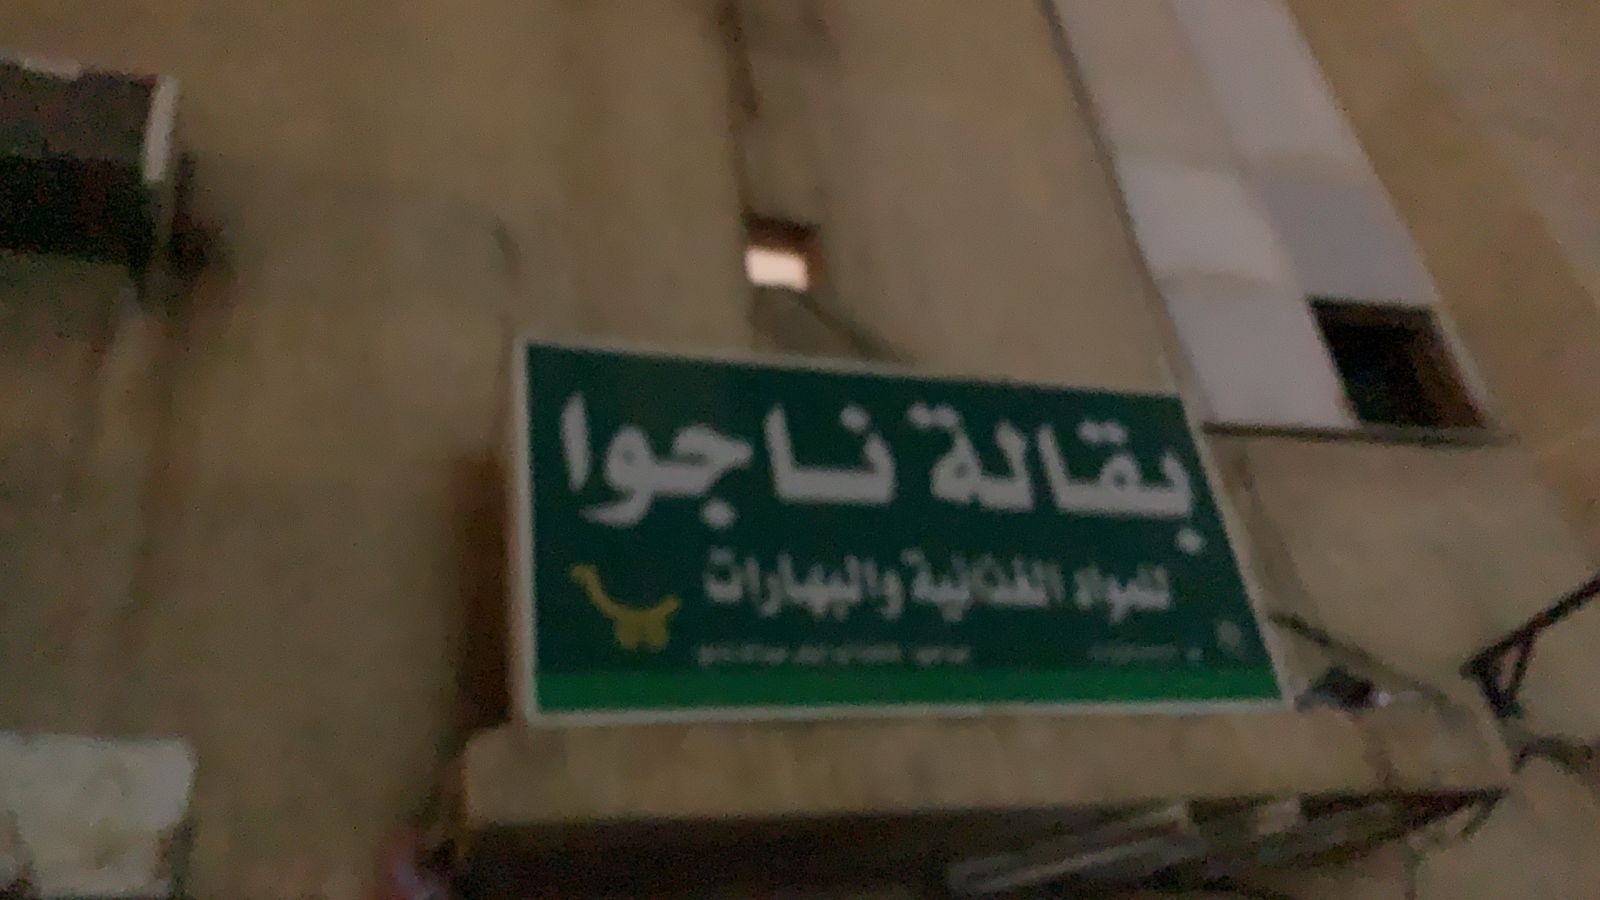 بقالة ناجوا
للمواد الغذائية والبهارات